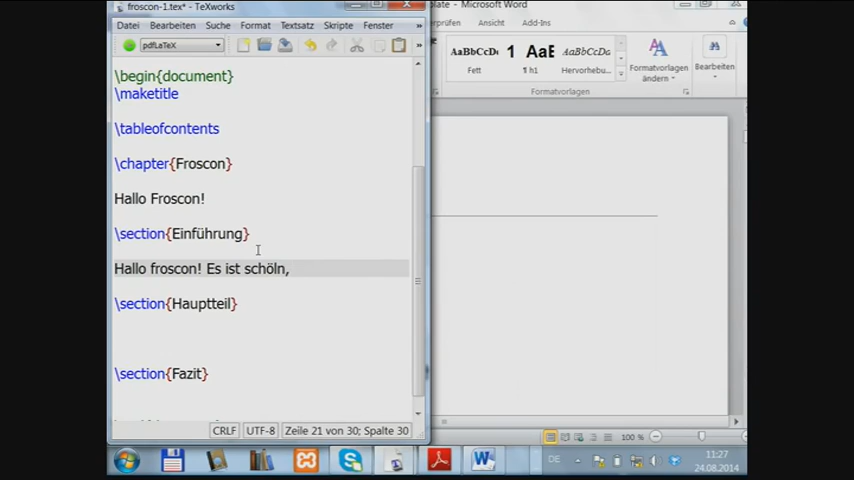 froscon-1.tex* - TeXworks
Datei Bearbeiten Suche Format Textsatz Skripte Fenster »
pdfLaTeX
\begin{document}
\maketitle
\tableofcontents
\chapter{Froscon}
Hallo Froscon!
\section{Einführung}
Hallo froscon! Es ist schöln,
\section{Hauptteil}
\section{Fazit}
CRLF UTF-8 Zeile 21 von 30; Spalte 30
plate - Microsoft Word
erprüfen Ansicht Add-Ins
AaBbCcDc 1 AaE AaBbCcDa
Fett ¶ h1 Hervorhebu...
Formatvorlagen
ändern
Bearbeiten
Formatvorlagen
100 %
DE
11:27
24.08.2014